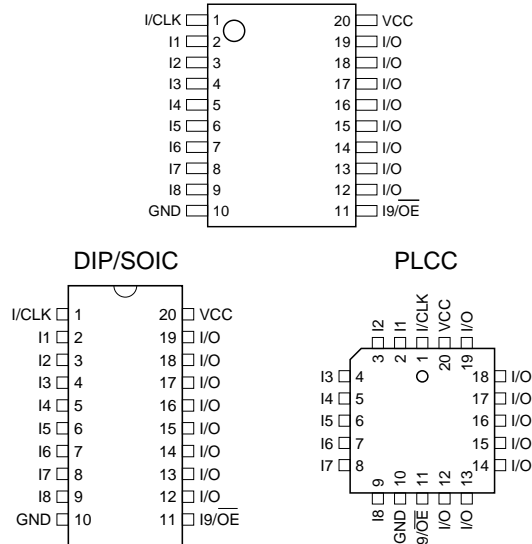 I/CLK 1 20 VCC
I1 2 19 I/O
I2 3 18 I/O
I3 4 17 I/O
I4 5 16 I/O
I5 6 15 I/O
I6 7 14 I/O
I7 8 13 I/O
I8 9 12 I/O
GND 10 11 I9/OE
DIP/SOIC
I/CLK 1 20 VCC
I1 2 19 I/O
I2 3 18 I/O
I3 4 17 I/O
I4 5 16 I/O
I5 6 15 I/O
I6 7 14 I/O
I7 8 13 I/O
I8 9 12 I/O
GND 10 11 I9/OE
PLCC
I2 I1 I/CLK VCC I/O
3 2 1 20 19
I3 4 18 I/O
I4 5 17 I/O
I5 6 16 I/O
I6 7 15 I/O
I7 8 14 I/O
9 10 11 12 13
I8 GND 9/OE I/O I/O